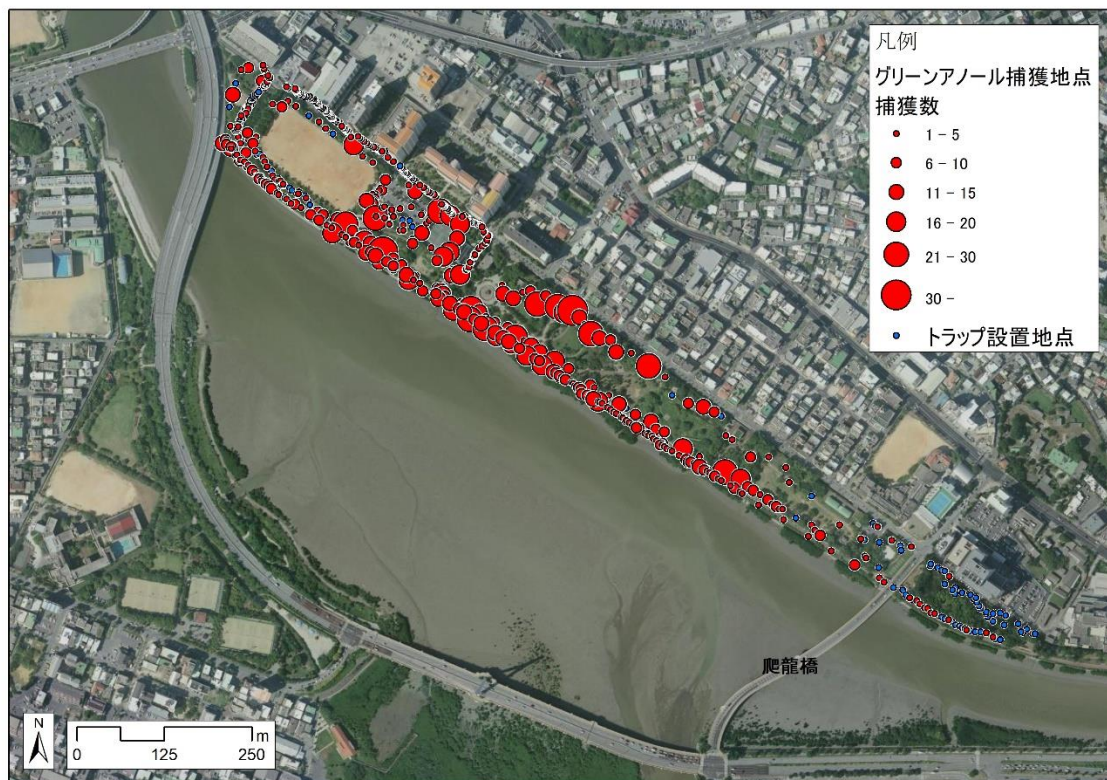 凡例
グリーンアノール捕獲地点
捕獲数
1 - 5
6 - 10
11 - 15
16 - 20
21 - 30
30 -
トラップ設置地点
爬龍橋
N
m
0 125 250